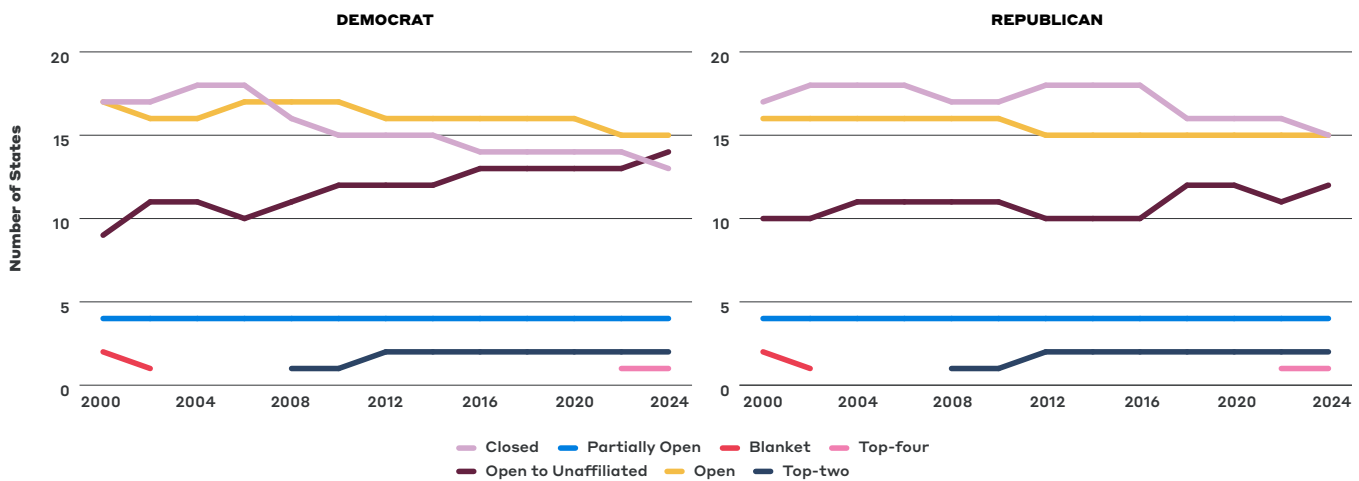 DEMOCRAT
REPUBLICAN
Number of States
20
15
10
5
0
2000 2004 2008 2012 2016 2020 2024
20
15
10
5
0
2000 2004 2008 2012 2016 2020 2024
Closed Partially Open Blanket Top-four
Open to Unaffiliated Open Top-two